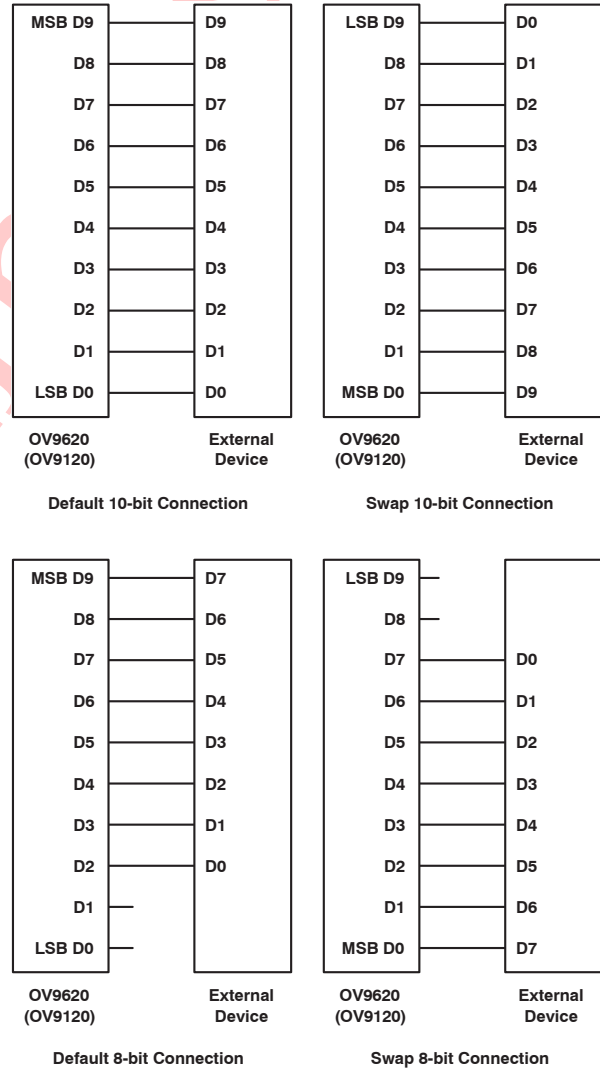 MSB D9 D9
D8 D8
D7 D7
D6 D6
D5 D5
D4 D4
D3 D3
D2 D2
D1 D1
LSB D0 D0
OV9620 External
(OV9120) Device
Default 10-bit Connection
LSB D9 D0
D8 D1
D7 D2
D6 D3
D5 D4
D4 D5
D3 D6
D2 D7
D1 D8
MSB D0 D9
OV9620 External
(OV9120) Device
Swap 10-bit Connection
MSB D9 D7
D8 D6
D7 D5
D6 D4
D5 D3
D4 D2
D3 D1
D2 D0
D1
LSB D0
OV9620 External
(OV9120) Device
Default 8-bit Connection
LSB D9
D8
D7 D0
D6 D1
D5 D2
D4 D3
D3 D4
D2 D5
D1 D6
MSB D0 D7
OV9620 External
(OV9120) Device
Swap 8-bit Connection